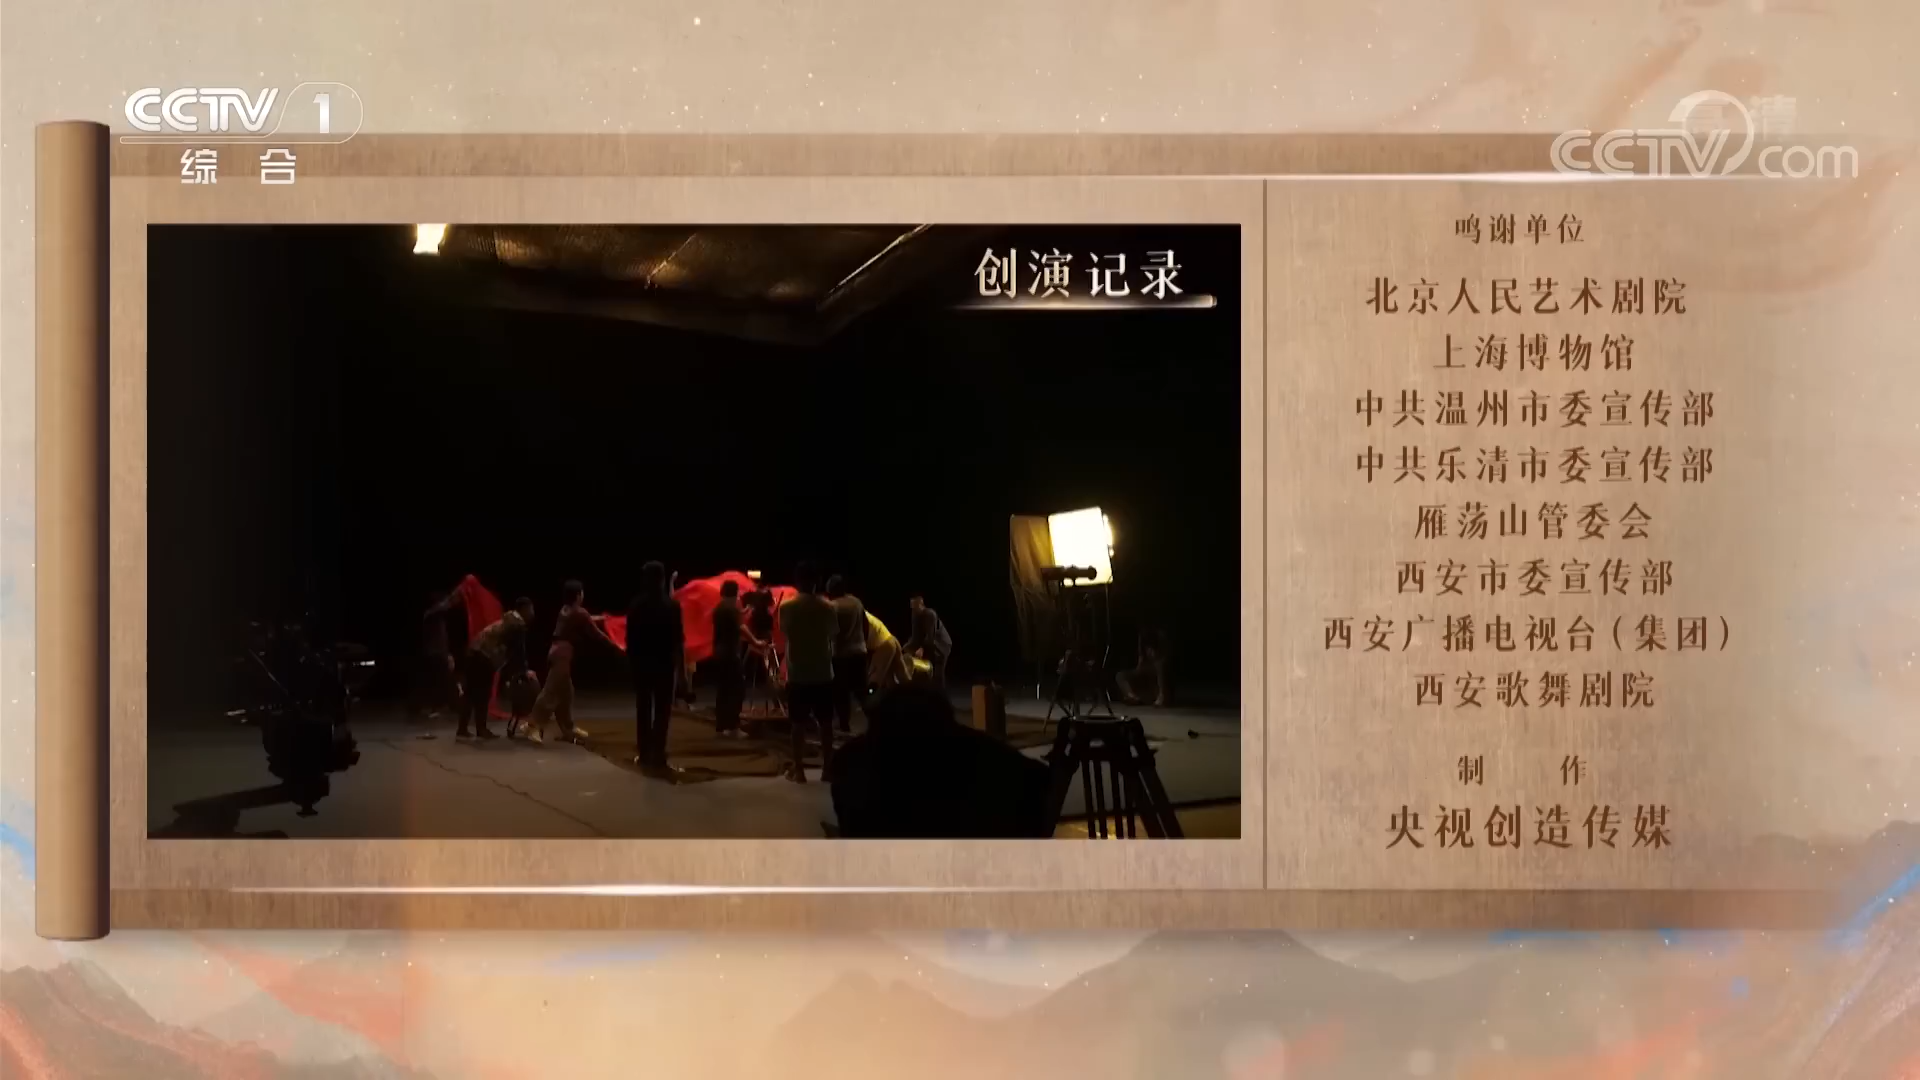 CCTV 1
综合
高清
CCTV.com
创演记录
鸣谢单位
北京人民艺术剧院
上海博物馆
中共温州市委宣传部
中共乐清市委宣传部
雁荡山管委会
西安市委宣传部
西安广播电视台(集团)
西安歌舞剧院
制作
央视创造传媒